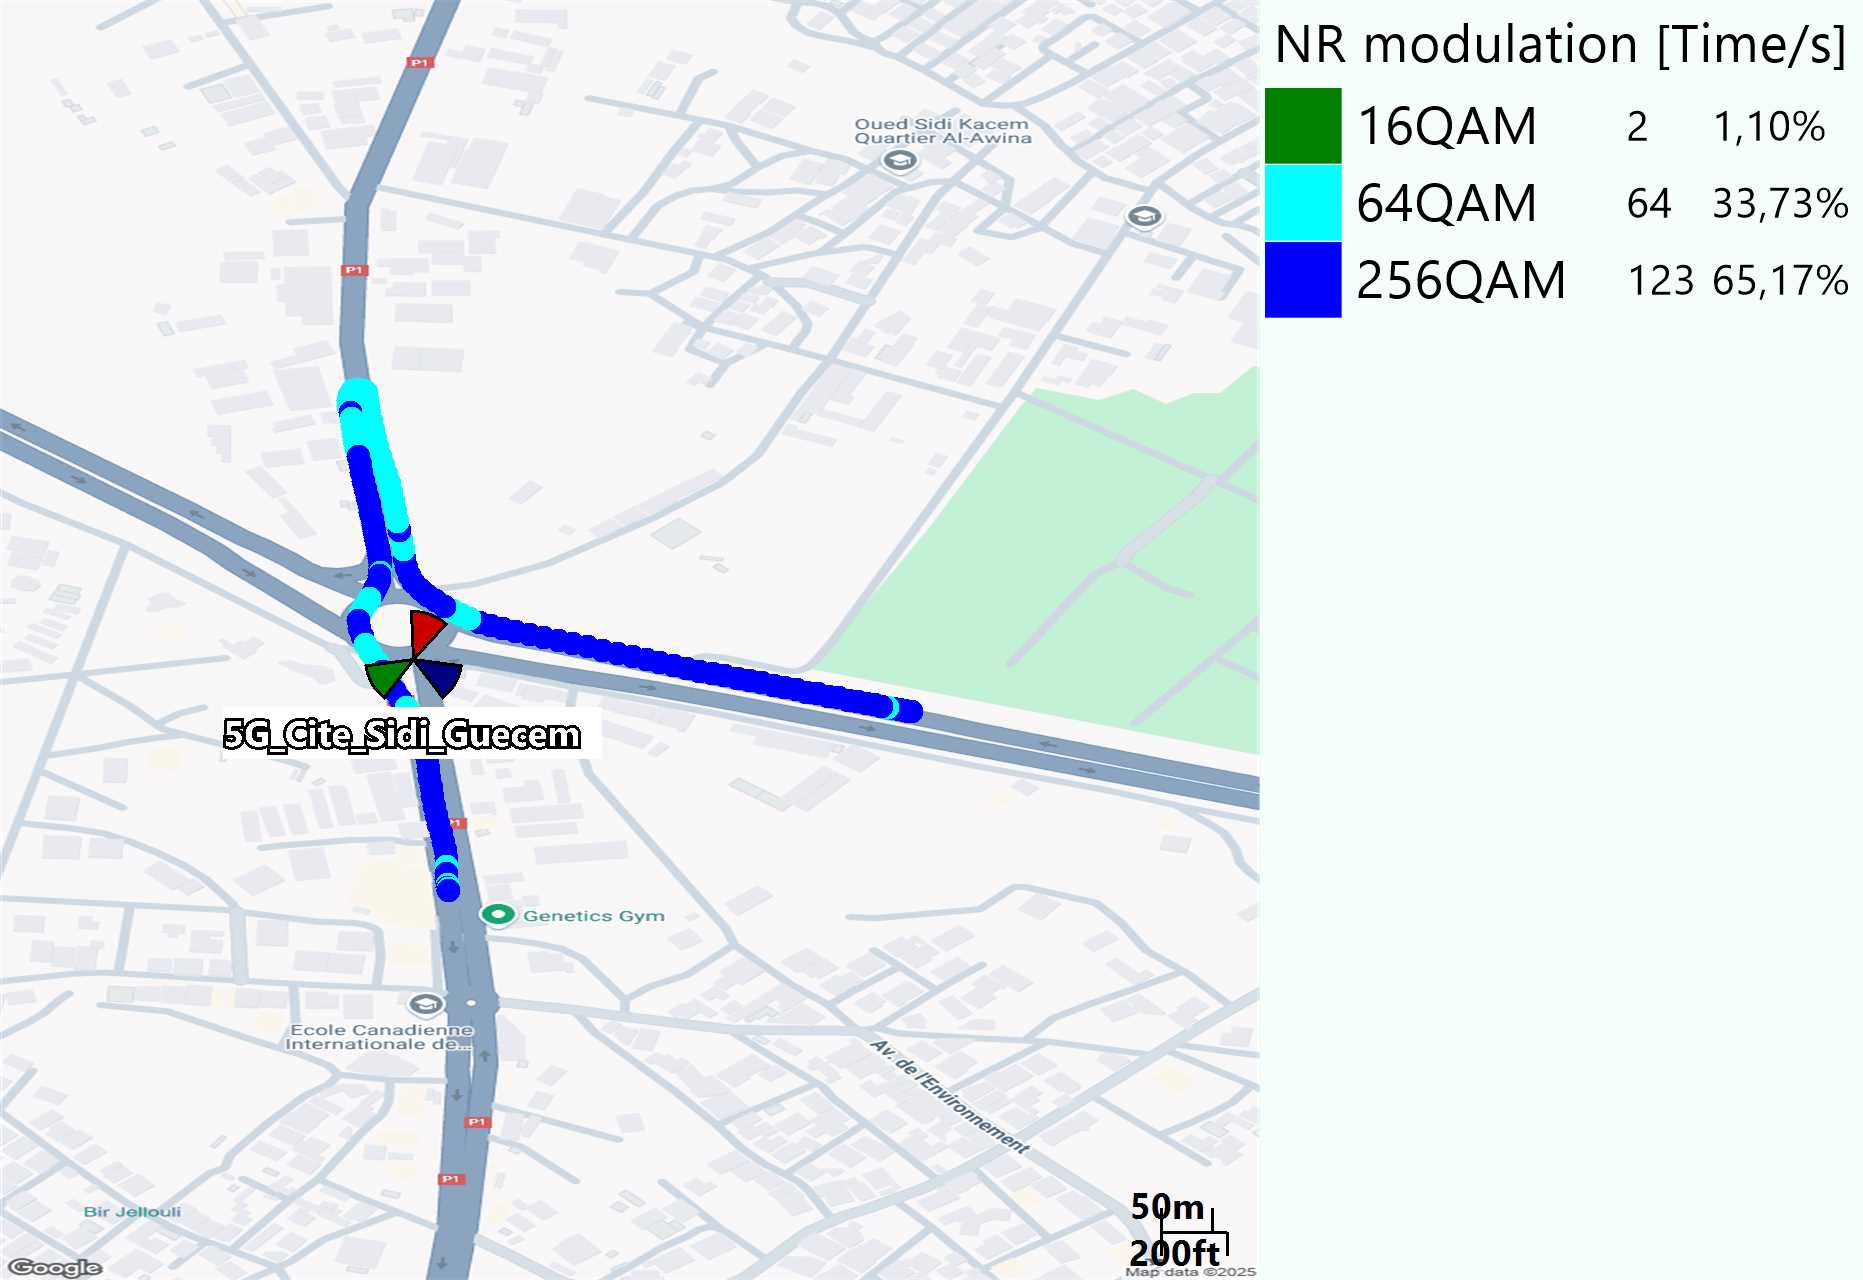 NR modulation [Time/s]
16QAM 2 1,10%
64QAM 64 33,73%
256QAM 123 65,17%
P1
Oued Sidi Kacem
Quartier Al-Awina
P1
5G_Cite_Sidi_Guecem
P1
Genetics Gym
Ecole Canadienne
Internationale de...
Av. de l'Environnement
P1
P1
Bir Jellouli
50m
200ft
Google
Map data ©2025